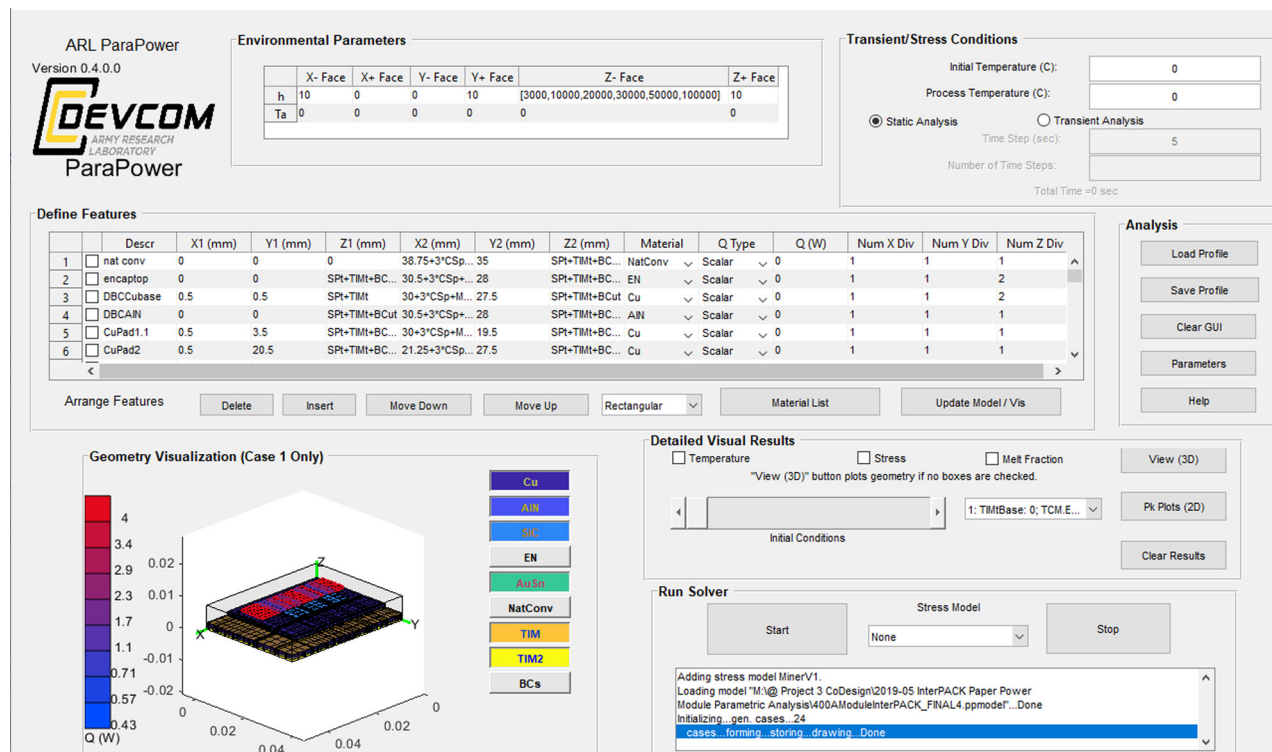 ARL ParaPower
Version 0.4.0.0
DEVCOM
ARMY RESEARCH
LABORATORY
ParaPower
Environmental Parameters
X- Face X+ Face Y- Face Y+ Face Z- Face Z+ Face
h 10 0 0 10 [3000,10000,20000,30000,50000,100000] 10
Ta 0 0 0 0 0 0
Transient/Stress Conditions
Initial Temperature (C): 0
Process Temperature (C): 0
Static Analysis Transient Analysis
Time Step (sec): 5
Number of Time Steps:
Total Time =0 sec
Define Features
Descr X1 (mm) Y1 (mm) Z1 (mm) X2 (mm) Y2 (mm) Z2 (mm) Material Q Type Q (W) Num X Div Num Y Div Num Z Div
1 nat conv 0 0 0 38.75+3*CSp... 35 SPt+TIMt+BC... NatConv Scalar 0 1 1 1
2 encaptop 0 0 SPt+TIMt+BC... 30.5+3*CSp+... 28 SPt+TIMt+BC... EN Scalar 0 1 1 2
3 DBCCubase 0.5 0.5 SPt+TIMt 30+3*CSp+M... 27.5 SPt+TIMt+BCut Cu Scalar 0 1 1 2
4 DBCAlN 0 0 SPt+TIMt+BCut 30.5+3*CSp+... 28 SPt+TIMt+BC... AlN Scalar 0 1 1 1
5 CuPad1.1 0.5 3.5 SPt+TIMt+BC... 30+3*CSp+M... 19.5 SPt+TIMt+BC... Cu Scalar 0 1 1 1
6 CuPad2 0.5 20.5 SPt+TIMt+BC... 21.25+3*CSp... 27.5 SPt+TIMt+BC... Cu Scalar 0 1 1 1
Arrange Features Delete Insert Move Down Move Up Rectangular Material List Update Model / Vis
Analysis
Load Profile
Save Profile
Clear GUI
Parameters
Help
Geometry Visualization (Case 1 Only)
4
3.4
2.9
2.3
1.7
1.1
0.71
0.57
0.43
Q (W)
0.02
0.01
0
-0.01
-0.02
Z
X
Y
0
0.02
0.04
0.04
0.02
0
Cu
AlN
SiC
EN
AuSn
NatConv
TIM
TIM2
BCs
Detailed Visual Results
Temperature Stress Melt Fraction
"View (3D)" button plots geometry if no boxes are checked.
1: TIMtBase: 0; TCM.E...
Initial Conditions
View (3D)
Pk Plots (2D)
Clear Results
Run Solver
Start
Stress Model
None
Stop
Adding stress model MinerV1.
Loading model "M:\@ Project 3 CoDesign\2019-05 InterPACK Paper Power
Module Parametric Analysis\400AModuleInterPACK_FINAL4.ppmodel"...Done
Initializing...gen. cases...24
cases...forming...storing...drawing...Done